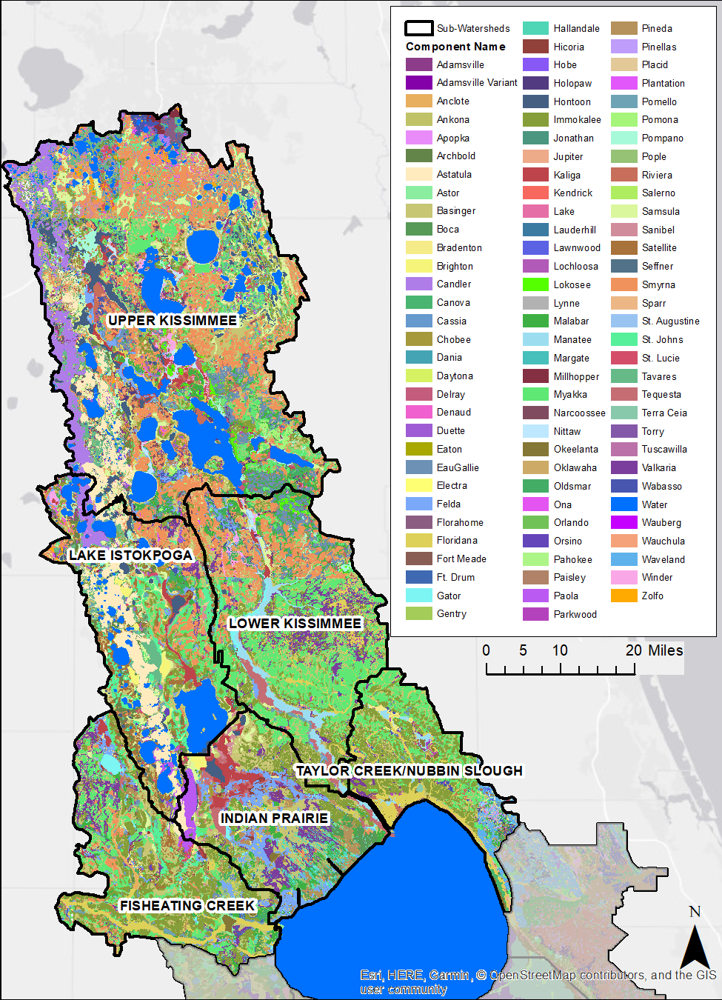 Sub-Watersheds
Component Name
Adamsville
Adamsville Variant
Anclote
Ankona
Apopka
Archbold
Astatula
Astor
Basinger
Boca
Bradenton
Brighton
Candler
Canova
Cassia
Chobee
Dania
Daytona
Delray
Denaud
Duette
Eaton
EauGallie
Electra
Felda
Florahome
Floridana
Fort Meade
Ft. Drum
Gator
Gentry
Hallandale
Hicoria
Hobe
Holopaw
Hontoon
Immokalee
Jonathan
Jupiter
Kaliga
Kendrick
Lake
Lauderhill
Lawnwood
Lochloosa
Lokosee
Lynne
Malabar
Manatee
Margate
Millhopper
Myakka
Narcoossee
Nittaw
Okeelanta
Oklawaha
Oldsmar
Ona
Orlando
Orsino
Pahokee
Paisley
Paola
Parkwood
Pineda
Pinellas
Placid
Plantation
Pomello
Pomona
Pompano
Pople
Riviera
Salerno
Samsula
Sanibel
Satellite
Seffner
Smyrna
Sparr
St. Augustine
St. Johns
St. Lucie
Tavares
Tequesta
Terra Ceia
Torry
Tuscawilla
Valkaria
Wabasso
Water
Wauberg
Wauchula
Waveland
Winder
Zolfo
UPPER KISSIMMEE
LAKE ISTOKPOGA
LOWER KISSIMMEE
TAYLOR CREEK/NUBBIN SLOUGH
INDIAN PRAIRIE
FISHEATING CREEK
0 5 10 20 Miles
N
Esri, HERE, Garmin, © OpenStreetMap contributors, and the GIS
user community